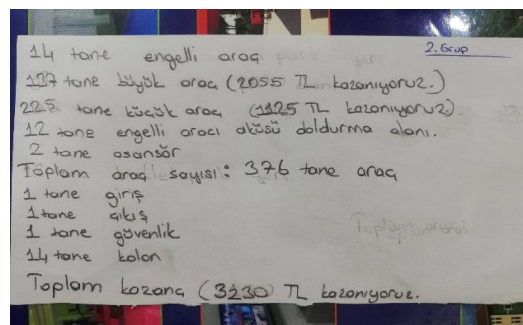 2. Grup
14 tane engelli araç
137 tane büyük araç (2055 TL kazanıyoruz.)
225 tane küçük araç (1125 TL kazanıyoruz)
12 tane engelli aracı aküsü doldurma alanı.
2 tane asansör
Toplam araç sayısı: 376 tane araç
1 tane giriş
1 tane çıkış
1 tane güvenlik
14 tane kolon
Toplam kazanç (3230 TL kazanıyoruz.